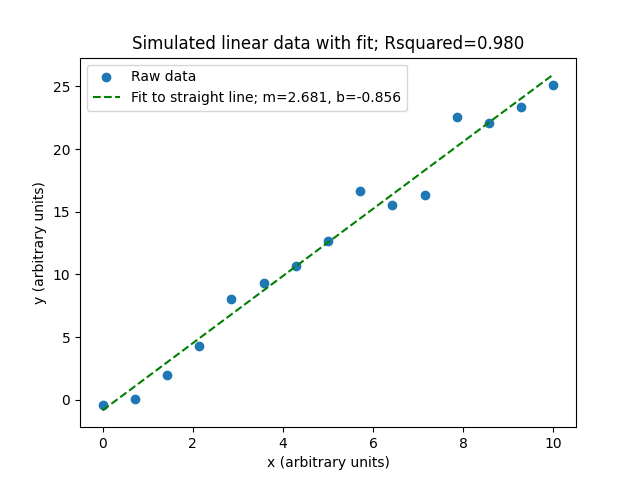 Simulated linear data with fit; Rsquared=0.980
Raw data
Fit to straight line; m=2.681, b=-0.856
y (arbitrary units)
25
20
15
10
5
0
0 2 4 6 8 10
x (arbitrary units)